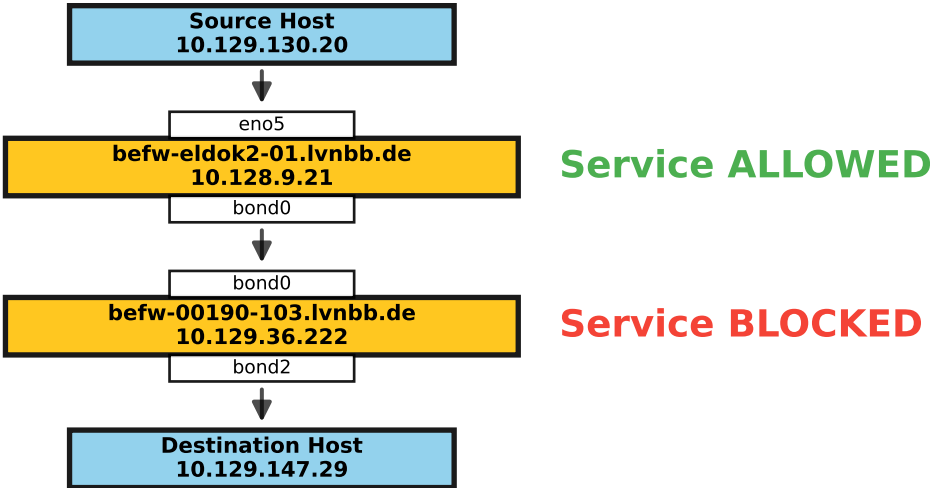 Source Host
10.129.130.20
eno5
befw-eldok2-01.lvnbb.de
10.128.9.21
Service ALLOWED
bond0
bond0
befw-00190-103.lvnbb.de
10.129.36.222
Service BLOCKED
bond2
Destination Host
10.129.147.29